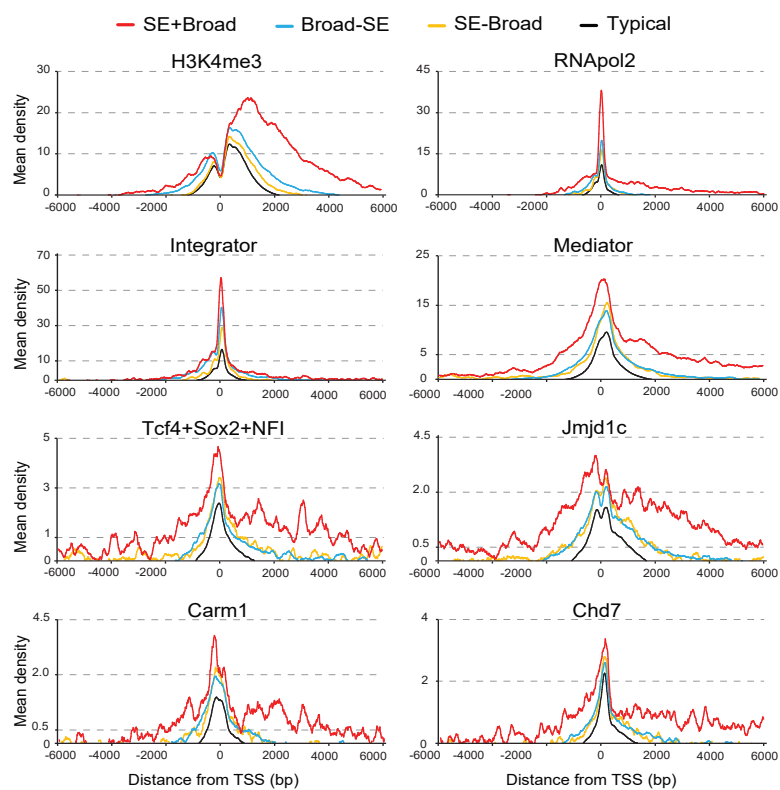 SE+Broad Broad-SE SE-Broad Typical
H3K4me3 RNApol2
Mean density
30
20
10
0
-6000 -4000 -2000 0 2000 4000 6000
45
30
15
0
-6000 -4000 -2000 0 2000 4000 6000
Integrator Mediator
Mean density
70
50
30
10
0
-6000 -4000 -2000 0 2000 4000 6000
25
15
5
0
-6000 -4000 -2000 0 2000 4000 6000
Tcf4+Sox2+NFI Jmjd1c
Mean density
5
3
1
0
-6000 -4000 -2000 0 2000 4000 6000
4.5
2.0
0.5
0
-6000 -4000 -2000 0 2000 4000 6000
Carm1 Chd7
Mean density
4.5
2.0
0.5
0
-6000 -4000 -2000 0 2000 4000 6000
4
2
0
-6000 -4000 -2000 0 2000 4000 6000
Distance from TSS (bp) Distance from TSS (bp)